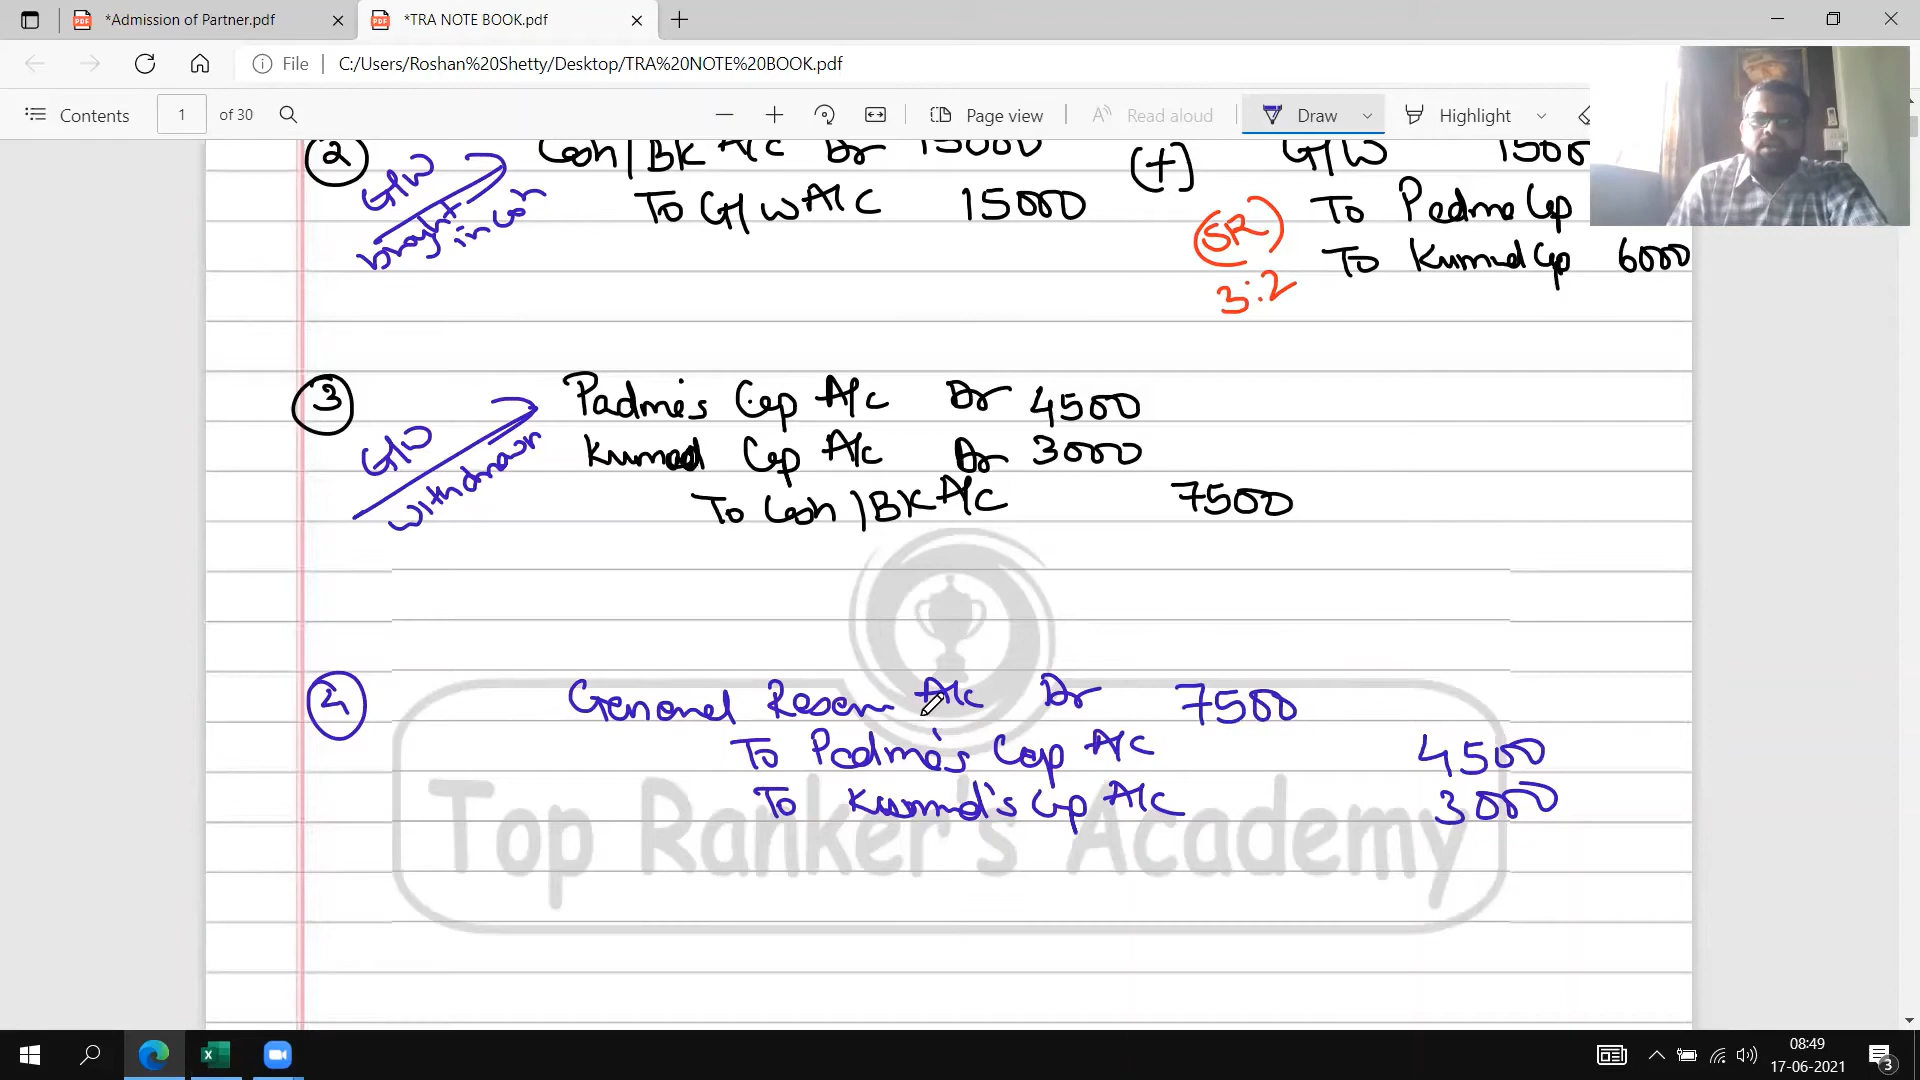 *Admission of Partner.pdf
*TRA NOTE BOOK.pdf
File C:/Users/Roshan%20Shetty/Desktop/TRA%20NOTE%20BOOK.pdf
Contents 1 of 30 Page view Read aloud Draw Highlight
2 Cash/BK A/c Dr 15000
To G/W A/C 15000
G/W brought in cash
(+)
G/W 1500
To Padma Cap
To Kumud Cap 6000
SR
3:2
3 Padma's Cap A/c Dr 4500
Kumud Cap A/c Dr 3000
To Cash/BK A/C 7500
G/W withdrawn
4 General Reserve A/c Dr 7500
To Padma's Cap A/C 4500
To Kumud's Cap A/C 3000
Top Ranker's Academy
08:49
17-06-2021
3